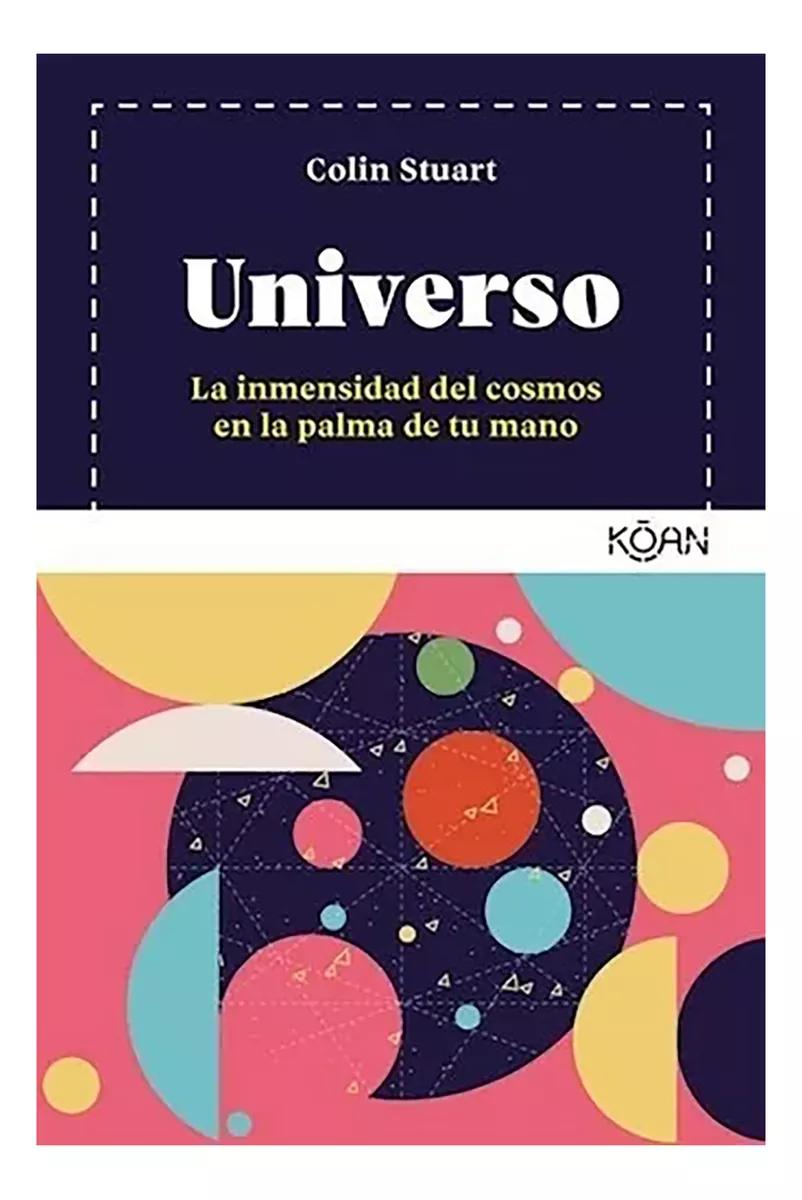 Colin Stuart
Universo
La inmensidad del cosmos
en la palma de tu mano
KŌAN